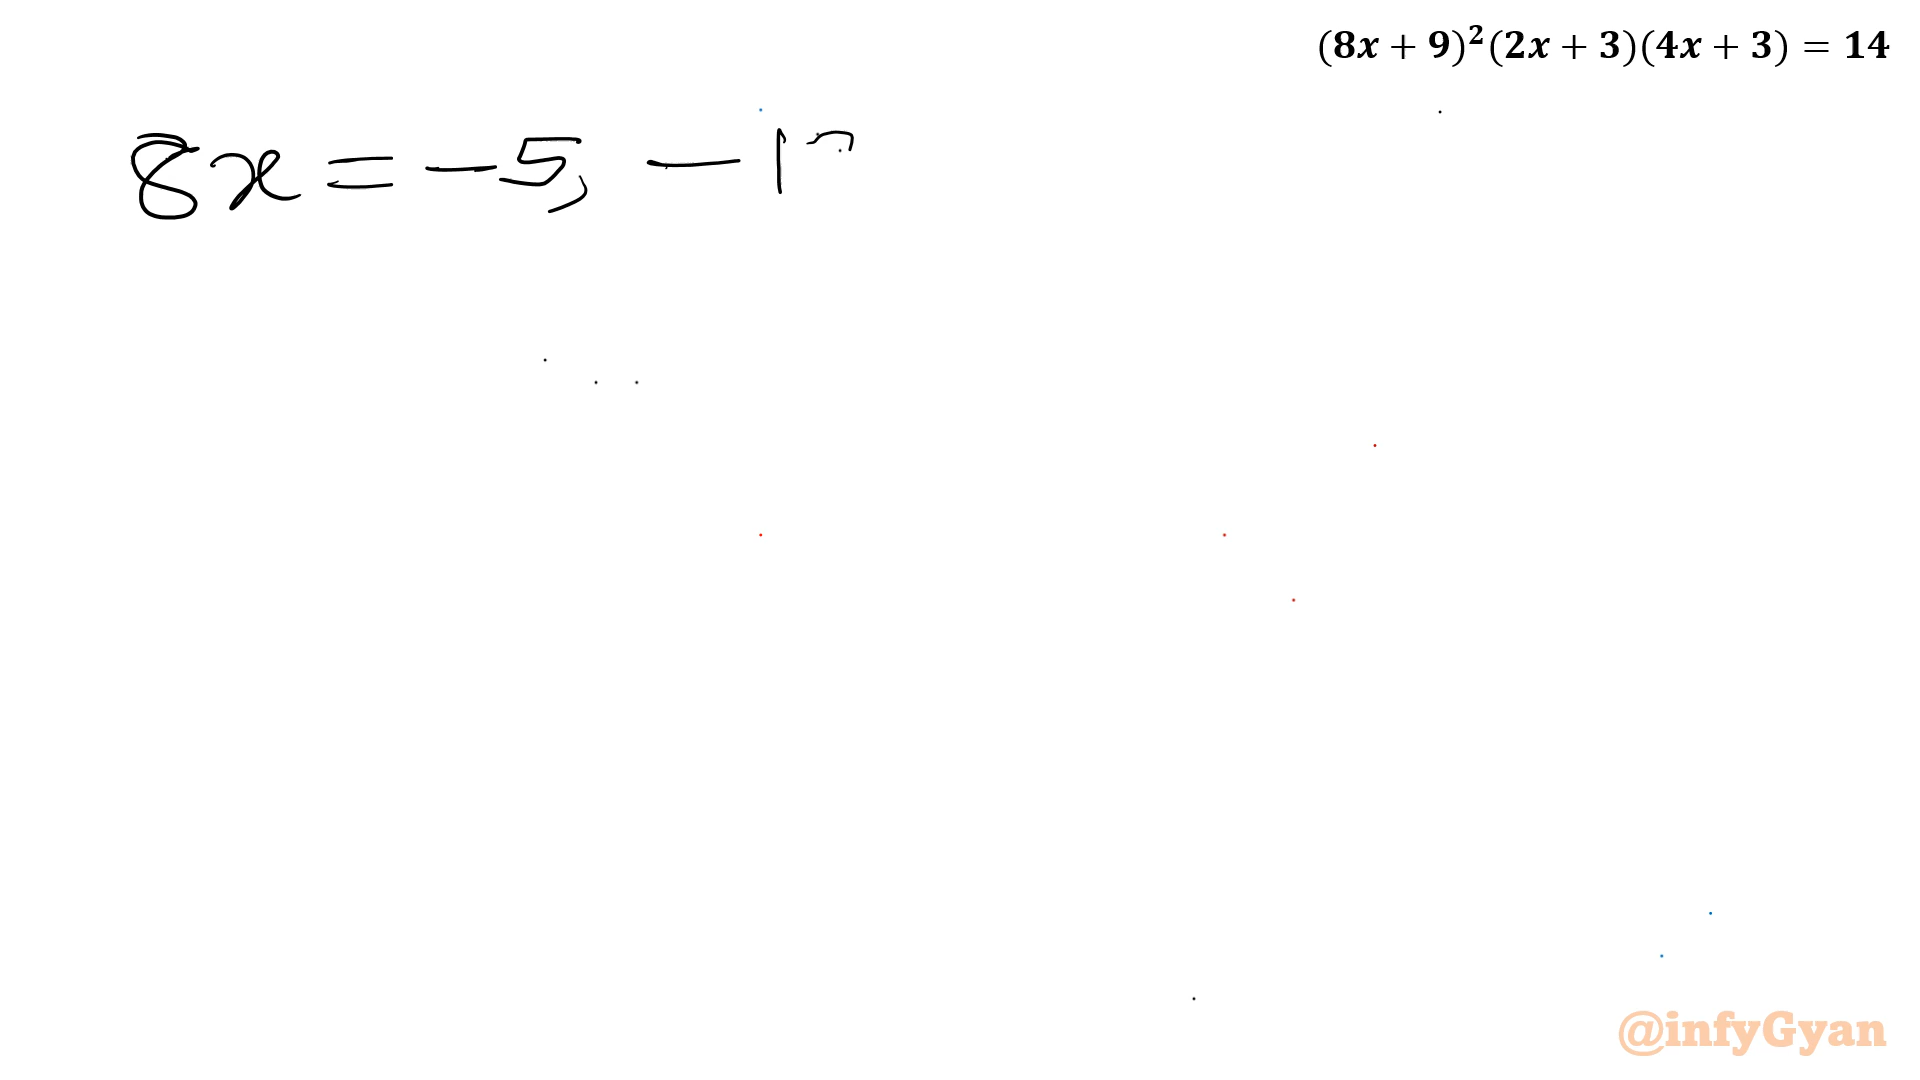 (8x + 9)²(2x + 3)(4x + 3) = 14
8x = -5, -1
@infyGyan